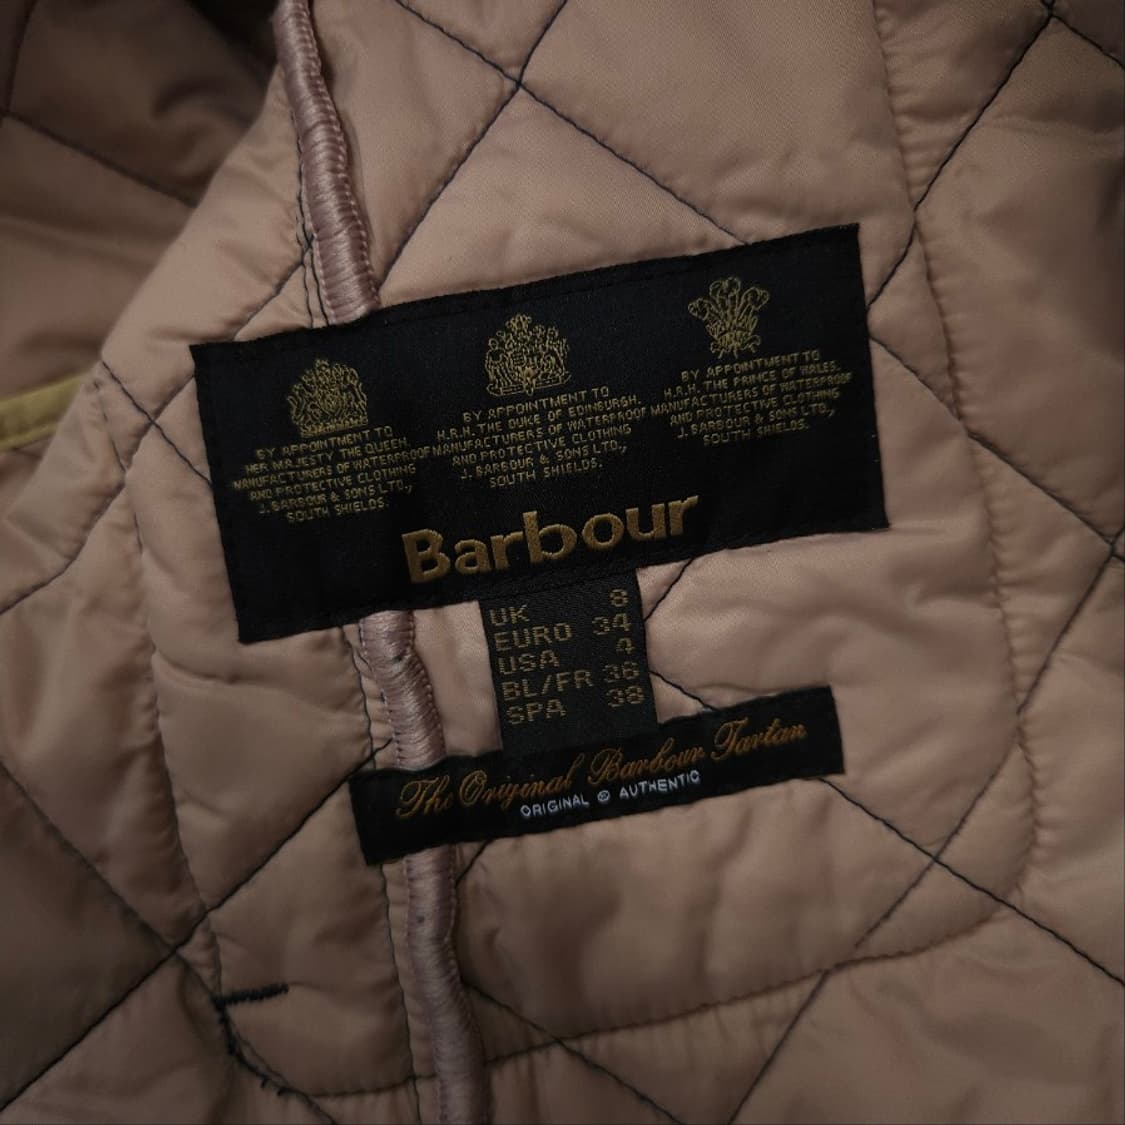 BY APPOINTMENT TO
HER MAJESTY THE QUEEN.
MANUFACTURERS OF WATERPROOF
AND PROTECTIVE CLOTHING
J. BARBOUR & SONS LTD.,
SOUTH SHIELDS.
BY APPOINTMENT TO
H.R.H. THE DUKE OF EDINBURGH.
MANUFACTURERS OF WATERPROOF
AND PROTECTIVE CLOTHING
J. BARBOUR & SONS LTD.,
SOUTH SHIELDS.
BY APPOINTMENT TO
H.R.H. THE PRINCE OF WALES.
MANUFACTURERS OF WATERPROOF
AND PROTECTIVE CLOTHING
J. BARBOUR & SONS LTD.,
SOUTH SHIELDS.
Barbour
UK 8
EURO 34
USA 4
BL/FR 36
SPA 38
The Original Barbour Tartan
ORIGINAL & AUTHENTIC